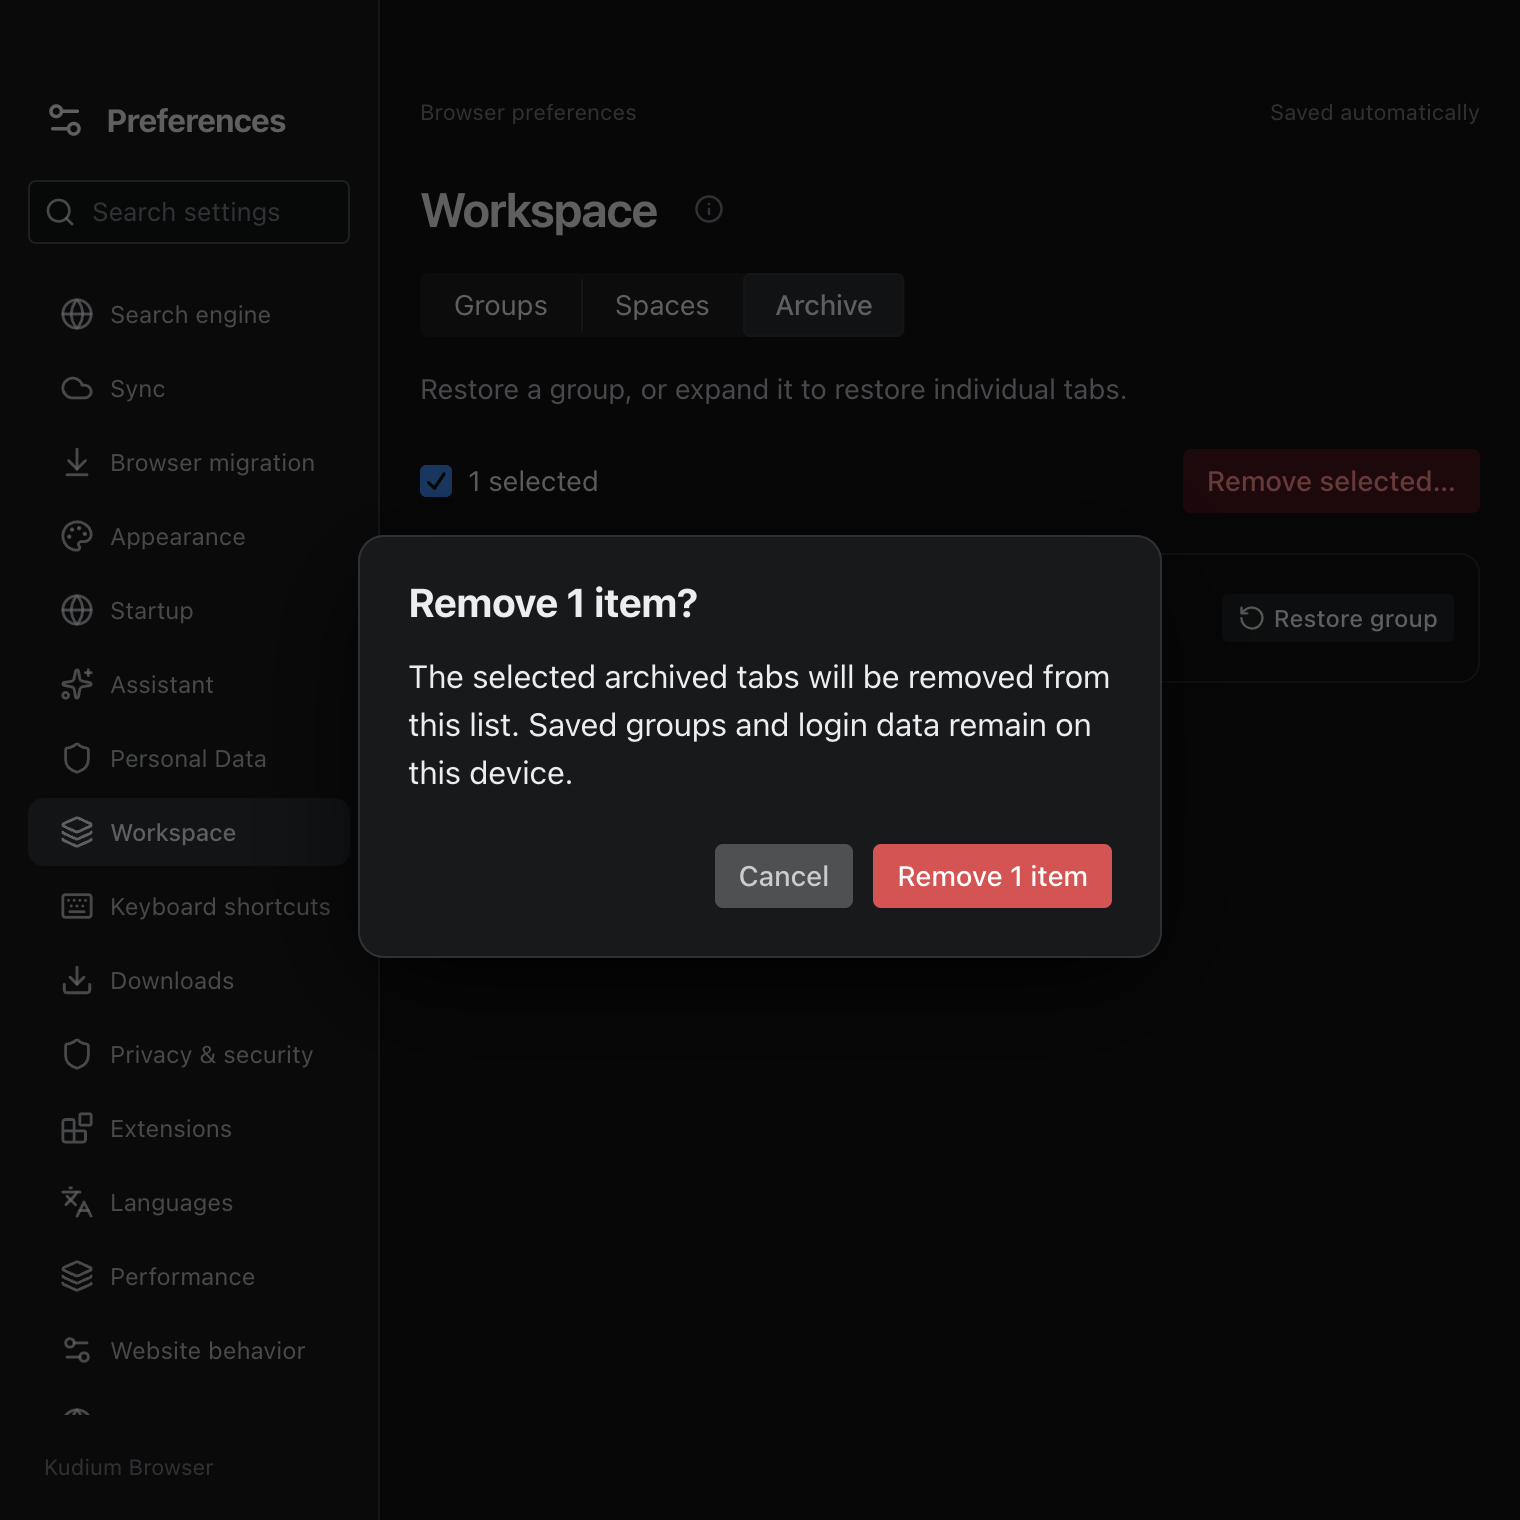 Preferences
Search settings
Search engine
Sync
Browser migration
Appearance
Startup
Assistant
Personal Data
Workspace
Keyboard shortcuts
Downloads
Privacy & security
Extensions
Languages
Performance
Website behavior
Kudium Browser
Browser preferences
Saved automatically
Workspace
Groups
Spaces
Archive
Restore a group, or expand it to restore individual tabs.
1 selected
Remove selected...
Restore group
Remove 1 item?
The selected archived tabs will be removed from
this list. Saved groups and login data remain on
this device.
Cancel
Remove 1 item